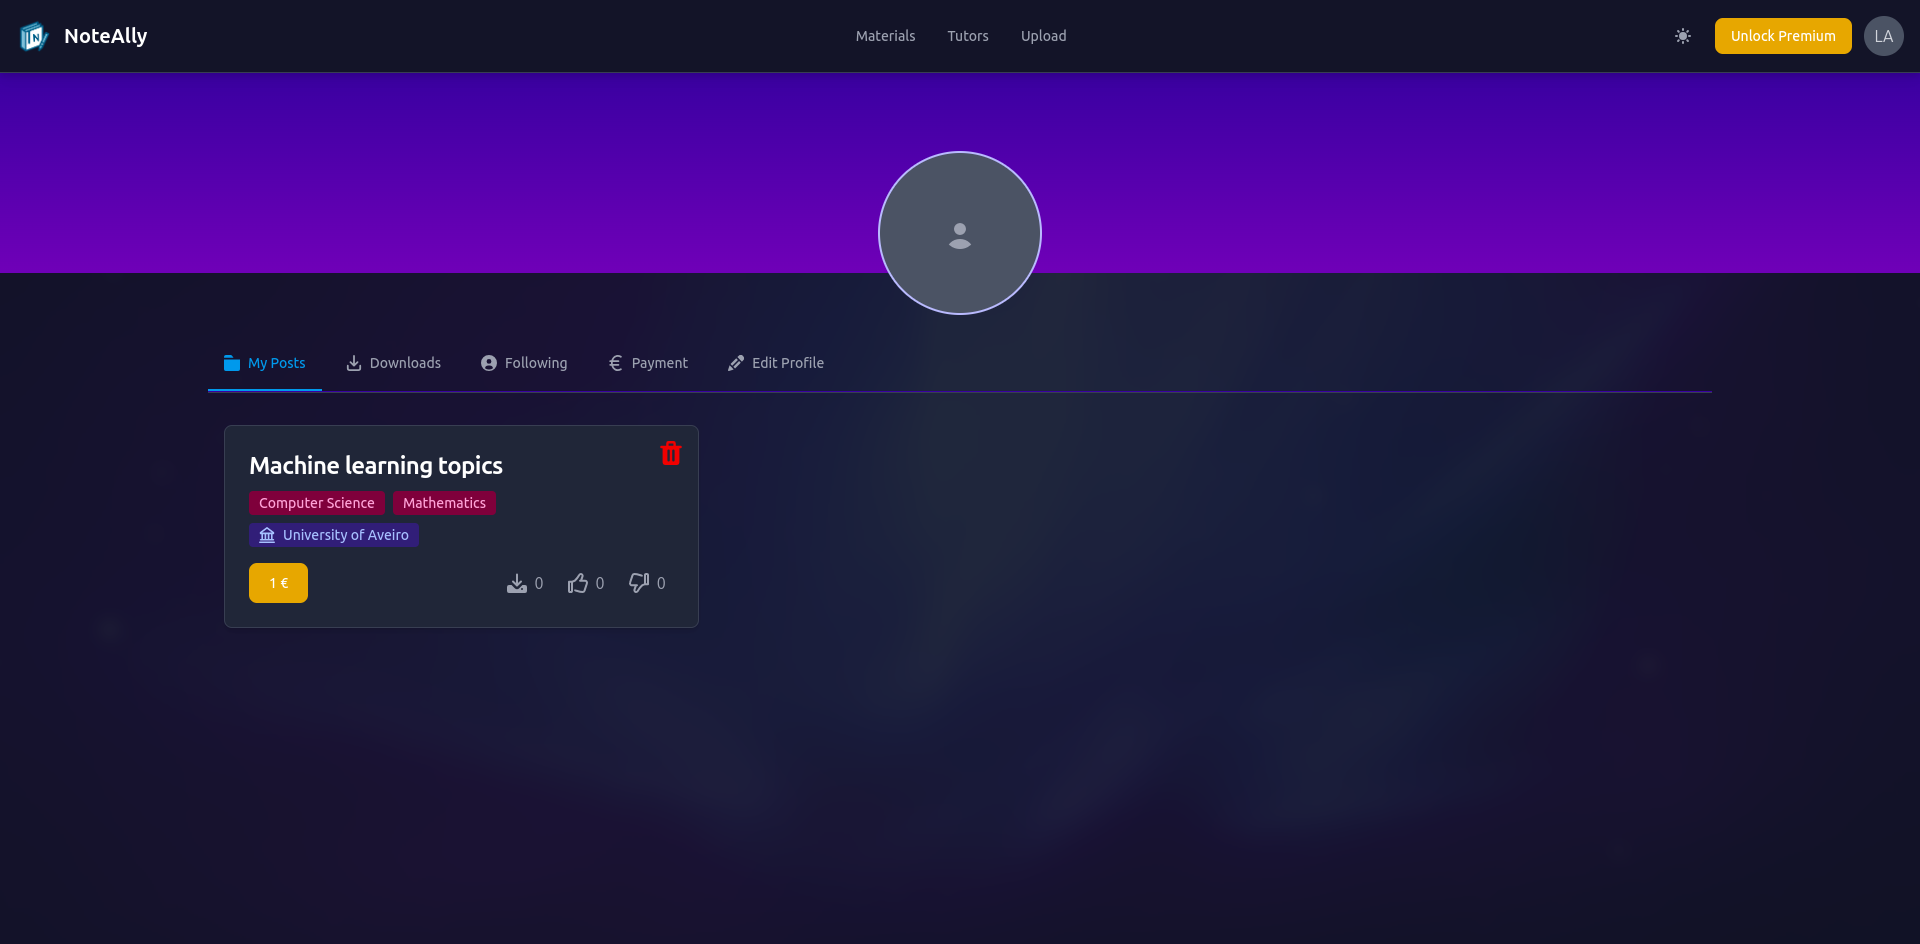 NoteAlly
Materials Tutors Upload
Unlock Premium
LA
My Posts Downloads Following € Payment Edit Profile
Machine learning topics
Computer Science Mathematics
University of Aveiro
1 € 0 0 0